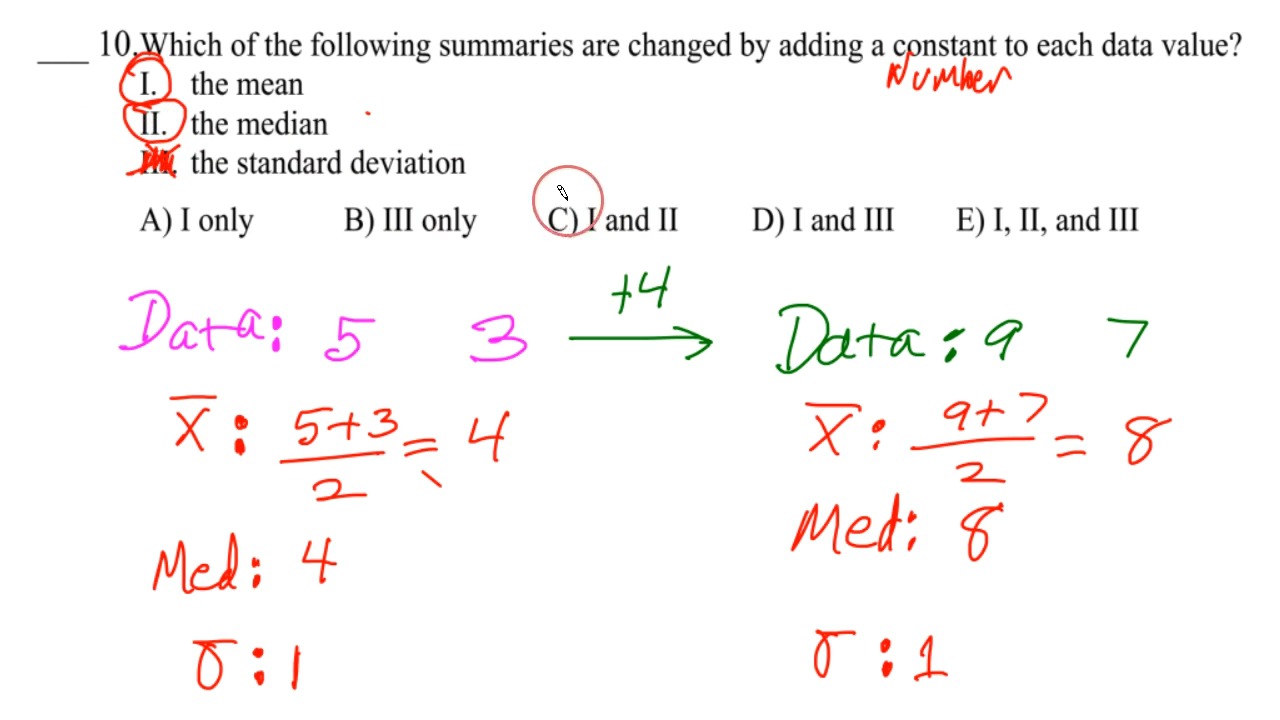 ___ 10. Which of the following summaries are changed by adding a constant to each data value?
Number
I. the mean
II. the median
III. the standard deviation
A) I only B) III only C) I and II D) I and III E) I, II, and III
+4
Data: 5 3 → Data: 9 7
x̅: 5+3/2 = 4 x̅: 9+7/2 = 8
Med: 4 Med: 8
σ: 1 σ: 1